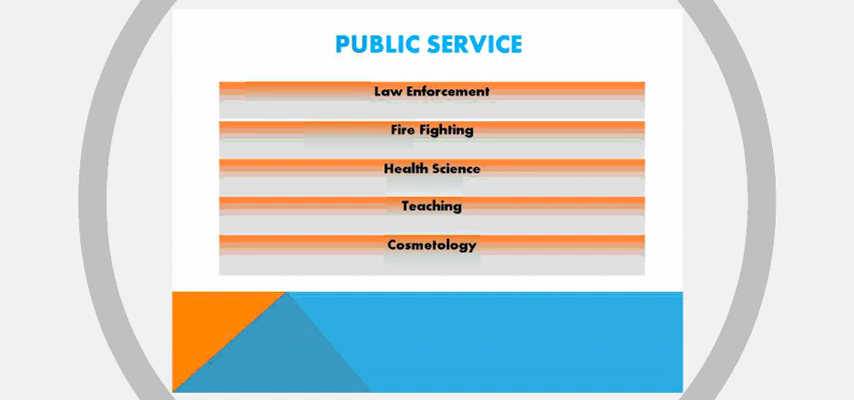 PUBLIC SERVICE
Law Enforcement
Fire Fighting
Health Science
Teaching
Cosmetology